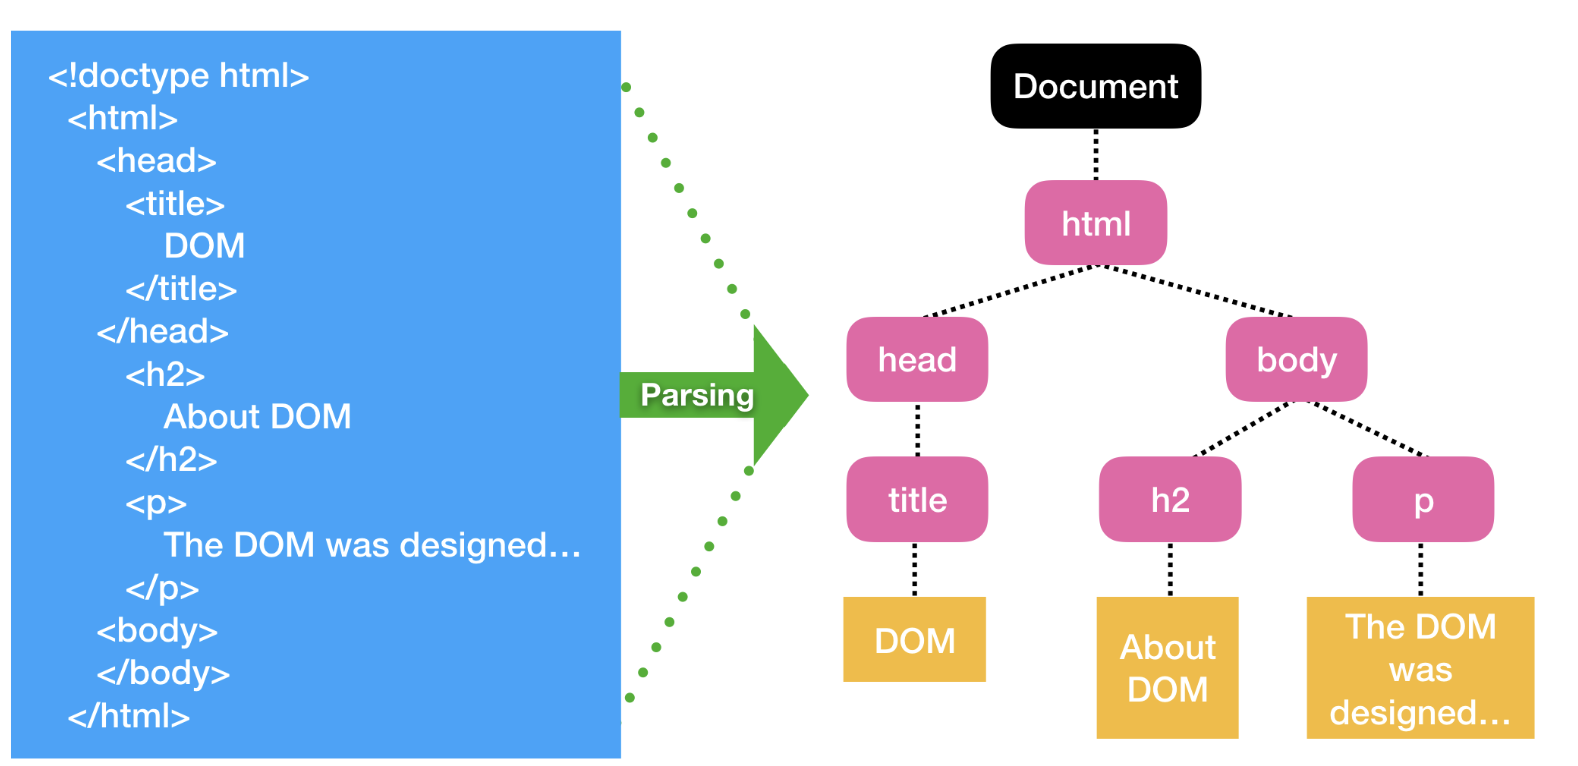 <!doctype html>
<html>
<head>
<title>
DOM
</title>
</head>
<h2>
About DOM
</h2>
<p>
The DOM was designed...
</p>
<body>
</body>
</html>
Parsing
Document
html
head
body
title
h2
p
DOM
About
DOM
The DOM
was
designed...